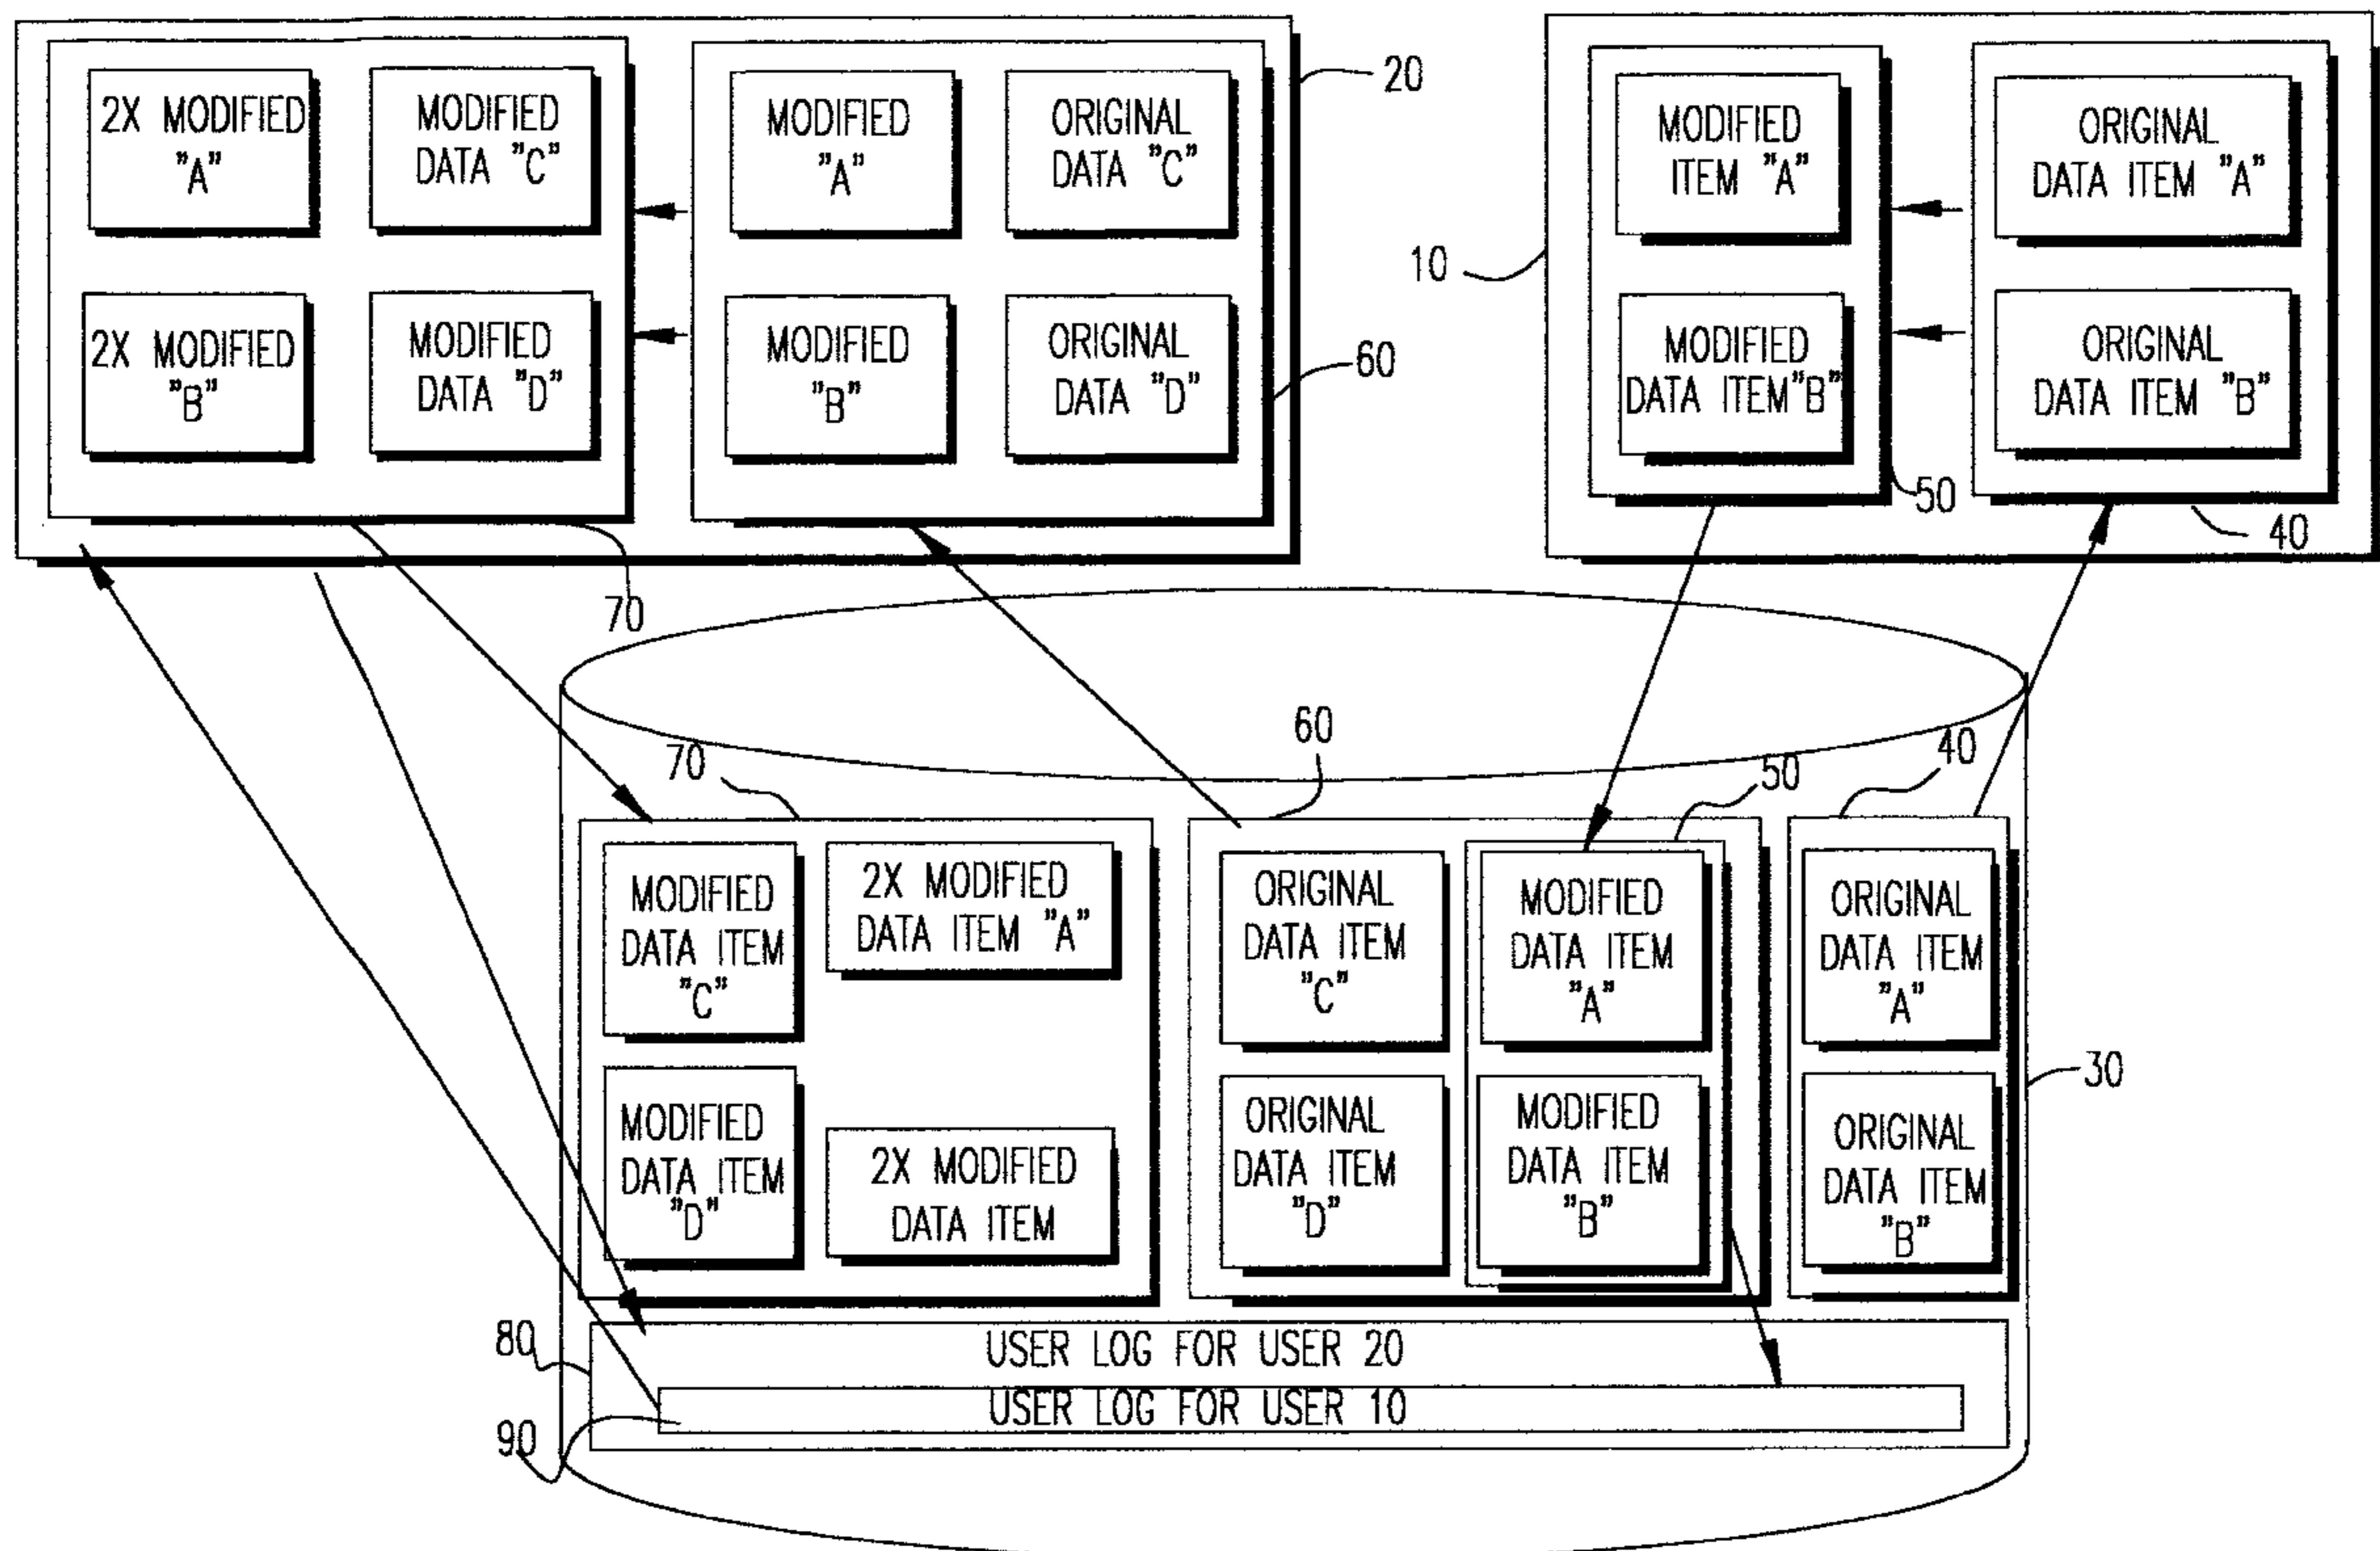 2X MODIFIED
"A"
MODIFIED
DATA "C"
2X MODIFIED
"B"
MODIFIED
DATA "D"
MODIFIED
"A"
ORIGINAL
DATA "C"
MODIFIED
"B"
ORIGINAL
DATA "D"
20
60
70
10
MODIFIED
ITEM "A"
MODIFIED
DATA ITEM"B"
50
ORIGINAL
DATA ITEM "A"
ORIGINAL
DATA ITEM "B"
40
70
60
50
40
MODIFIED
DATA ITEM
"C"
2X MODIFIED
DATA ITEM "A"
MODIFIED
DATA ITEM
"D"
2X MODIFIED
DATA ITEM
ORIGINAL
DATA ITEM
"C"
MODIFIED
DATA ITEM
"A"
ORIGINAL
DATA ITEM
"D"
MODIFIED
DATA ITEM
"B"
ORIGINAL
DATA ITEM
"A"
ORIGINAL
DATA ITEM
"B"
30
80
USER LOG FOR USER 20
USER LOG FOR USER 10
90